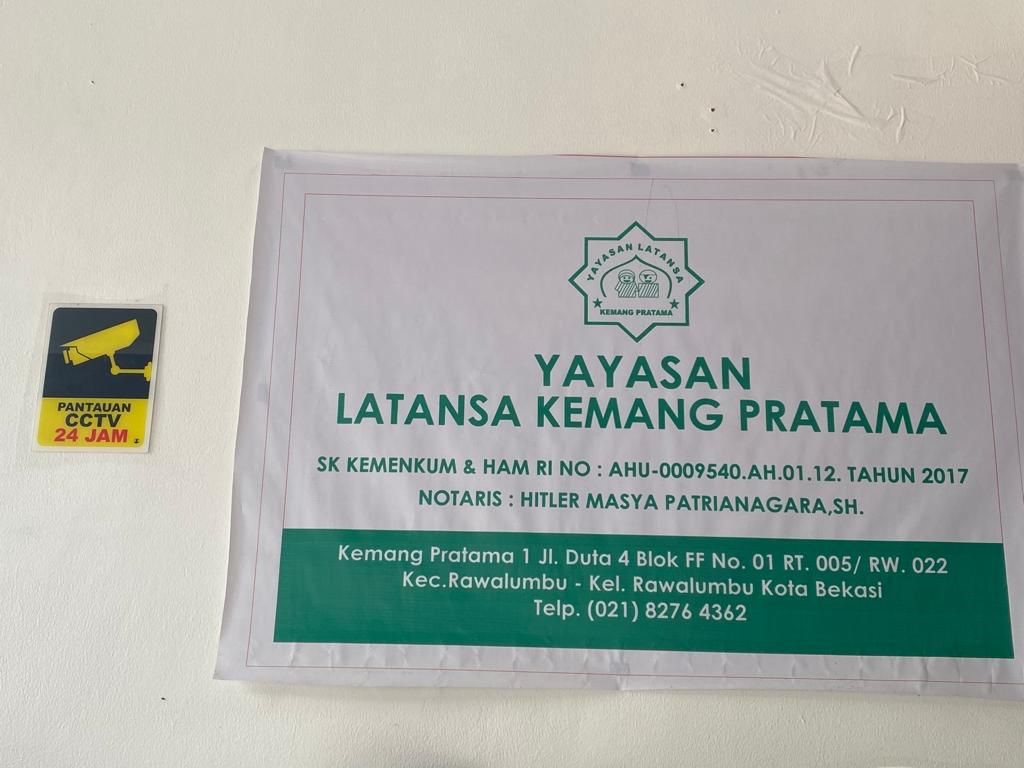 PANTAUAN
CCTV
24 JAM
YAYASAN LATANSA
KEMANG PRATAMA
YAYASAN
LATANSA KEMANG PRATAMA
SK KEMENKUM & HAM RI NO : AHU-0009540.AH.01.12. TAHUN 2017
NOTARIS : HITLER MASYA PATRIANAGARA,SH.
Kemang Pratama 1 Jl. Duta 4 Blok FF No. 01 RT. 005/ RW. 022
Kec.Rawalumbu - Kel. Rawalumbu Kota Bekasi
Telp. (021) 8276 4362